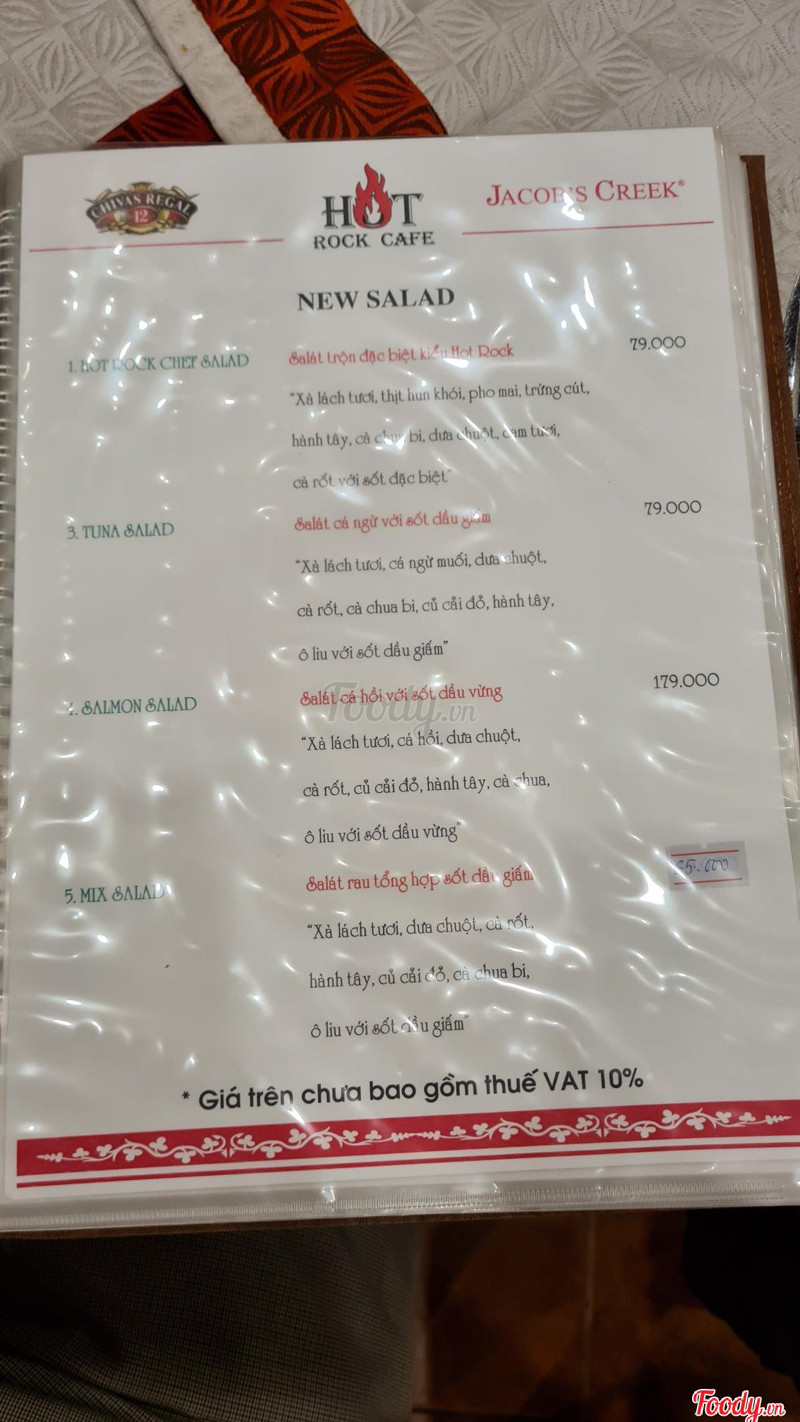 CHIVAS REGAL
12
HOT
ROCK CAFE
JACOB'S CREEK®
NEW SALAD
1. HOT ROCK CHEF SALAD
Salát trộn đặc biệt kiểu Hot Rock
79.000
"Xà lách tươi, thịt hun khói, pho mai, trứng cút,
hành tây, cà chua bi, dưa chuột, cam tươi,
cà rốt với sốt đặc biệt"
3. TUNA SALAD
Salát cá ngừ với sốt dầu giấm
79.000
"Xà lách tươi, cá ngừ muối, dưa chuột,
cà rốt, cà chua bi, củ cải đỏ, hành tây,
ô liu với sốt dầu giấm"
4. SALMON SALAD
Salát cá hồi với sốt dầu vừng
179.000
Foody.vn
"Xà lách tươi, cá hồi, dưa chuột,
cà rốt, củ cải đỏ, hành tây, cà chua,
ô liu với sốt dầu vừng"
5. MIX SALAD
Salát rau tổng hợp sốt dầu giấm
"Xà lách tươi, dưa chuột, cà rốt,
hành tây, củ cải đỏ, cà chua bi,
ô liu với sốt dầu giấm"
* Giá trên chưa bao gồm thuế VAT 10%
Foody.vn